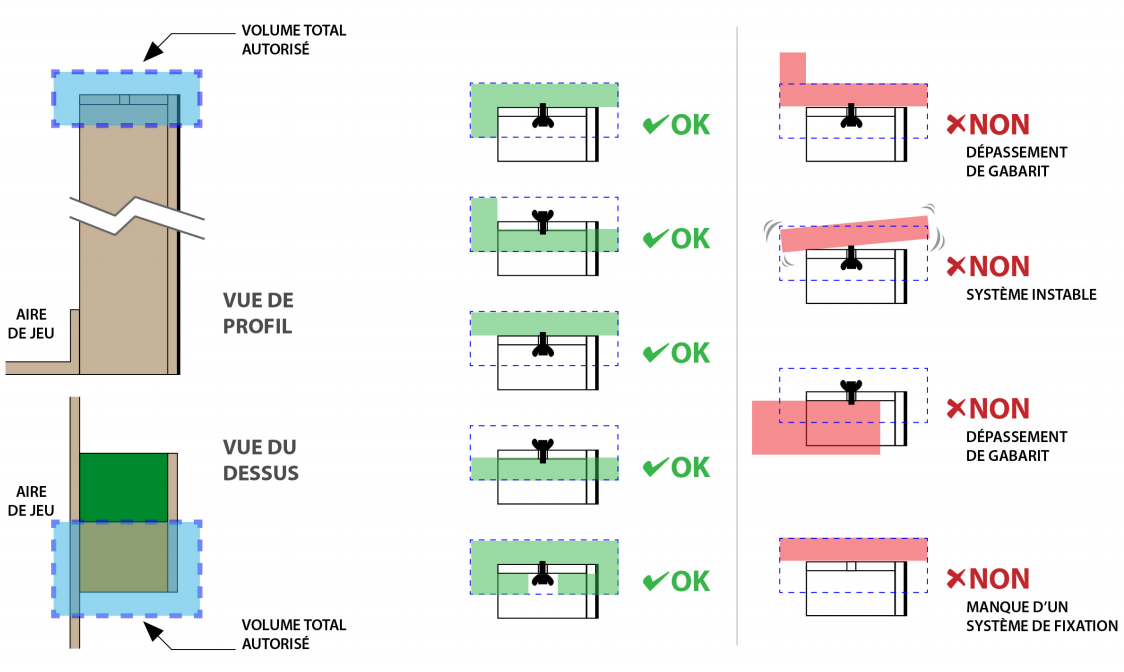 VOLUME TOTAL
AUTORISÉ
AIRE
DE JEU
VUE DE
PROFIL
VUE DU
DESSUS
AIRE
DE JEU
VOLUME TOTAL
AUTORISÉ
OK
OK
OK
OK
OK
NON
DÉPASSEMENT
DE GABARIT
NON
SYSTÈME INSTABLE
NON
DÉPASSEMENT
DE GABARIT
NON
MANQUE D'UN
SYSTÈME DE FIXATION